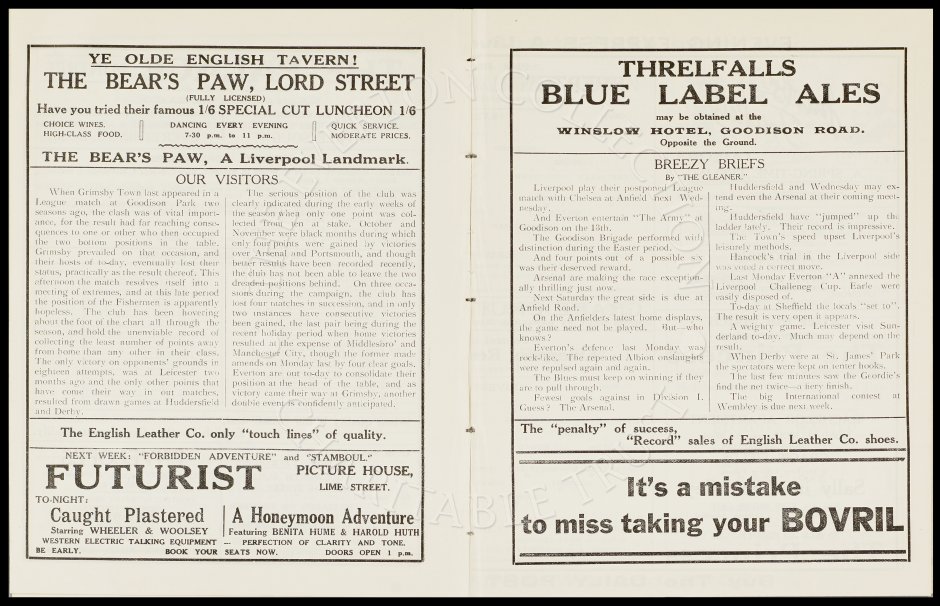 YE OLDE ENGLISH TAVERN!
THE BEAR'S PAW, LORD STREET
(FULLY LICENSED)
Have you tried their famous 1/6 SPECIAL CUT LUNCHEON 1/6
CHOICE WINES.
HIGH-CLASS FOOD.
DANCING EVERY EVENING
7-30 p.m. to 11 p.m.
QUICK SERVICE.
MODERATE PRICES.
THE BEAR'S PAW, A Liverpool Landmark.
OUR VISITORS
When Grimsby Town last appeared in a
League match at Goodison Park two
seasons ago, the clash was of vital import-
ance, for the result had far reaching conse-
quences to one or other who then occupied
the two bottom positions in the table.
Grimsby prevailed on that occasion, and
their hosts of to-day, evenually lost their
status, practically as the result thereof. This
afternoon the match resolves itself into a
meeting of extremes, and at this late period
the position of the Fishermen is apparently
hopeless. The club has been hovering
about the foot of the chart all through the
season, and hold the unenviable record of
collecting the least number of points away
from home than any other in their class.
The only victory on opponents' grounds in
eighteen attempts, was at Leicester two
months ago and the only other points that
have come their way in out matches,
resulted from drawn games at Huddersfield
and Derby.
The serious position of the club was
clearly indicated during the early weeks of
the season when only one point was col-
lected from ten at stake. October and
November were black months during which
only four points were gained by victories
over Arsenal and Portsmouth, and though
better results have been recorded recently,
the club has not been able to leave the two
dreaded positions behind. On three occa-
sions during the campaign, the club has
lost four matches in succession, and in only
two instances have consecutive victories
been gained, the last pair being during the
recent holiday period when home victories
resulted at the expense of Middlesbro' and
Manchester City, though the former made
amends on Monday last by four clear goals.
Everton are out to-day to consolidate their
position at the head of the table, and as
victory came their way at Grimsby, another
double event is confidently anticipated.
The English Leather Co. only "touch lines" of quality.
NEXT WEEK: "FORBIDDEN ADVENTURE" and "STAMBOUL."
FUTURIST PICTURE HOUSE,
LIME STREET.
TO-NIGHT:
Caught Plastered
Starring WHEELER & WOOLSEY
A Honeymoon Adventure
Featuring BENITA HUME & HAROLD HUTH
WESTERN ELECTRIC TALKING EQUIPMENT — PERFECTION OF CLARITY AND TONE.
BE EARLY. BOOK YOUR SEATS NOW. DOORS OPEN 1 p.m.
THRELFALLS
BLUE LABEL ALES
may be obtained at the
WINSLOW HOTEL, GOODISON ROAD.
Opposite the Ground.
BREEZY BRIEFS
By "THE GLEANER."
Liverpool play their postponed League
match with Chelsea at Anfield next Wed-
nesday.
And Everton entertain "The Army" at
Goodison on the 18th.
The Goodison Brigade performed with
distinction during the Easter period.
And four points out of a possible six
was their deserved reward.
Arsenal are making the race exception-
ally thrilling just now.
Next Saturday the great side is due at
Anfield Road.
On the Anfielders latest home displays,
the game need not be played. But—who
knows?
Everton's defence last Monday was
rock-like. The repeated Albion onslaughts
were repulsed again and again.
The Blues must keep on winning if they
are to pull through.
Fewest goals against in Division I.
Guess? The Arsenal.
Huddersfield and Wednesday may ex-
tend even the Arsenal at their coming meet-
ing.
Huddersfield have "jumped" up the
ladder lately. Their record is impressive.
The Town's speed upset Liverpool's
leisurely methods.
Hancock's trial in the Liverpool side
was voted a correct move.
Last Monday Everton "A" annexed the
Liverpool Challeneg Cup. Earle were
easily disposed of.
To-day at Sheffield the locals "set to".
The result is very open it appears.
A weighty game. Leicester visit Sun-
derland to-day. Much may depend on the
result.
When Derby were at St. James' Park
the spectators were kept on tenter hooks.
The last few minutes saw the Geordie's
find the net twice—a fiery finish.
The big International contest at
Wembley is due next week.
The "penalty" of success,
"Record" sales of English Leather Co. shoes.
It's a mistake
to miss taking your BOVRIL